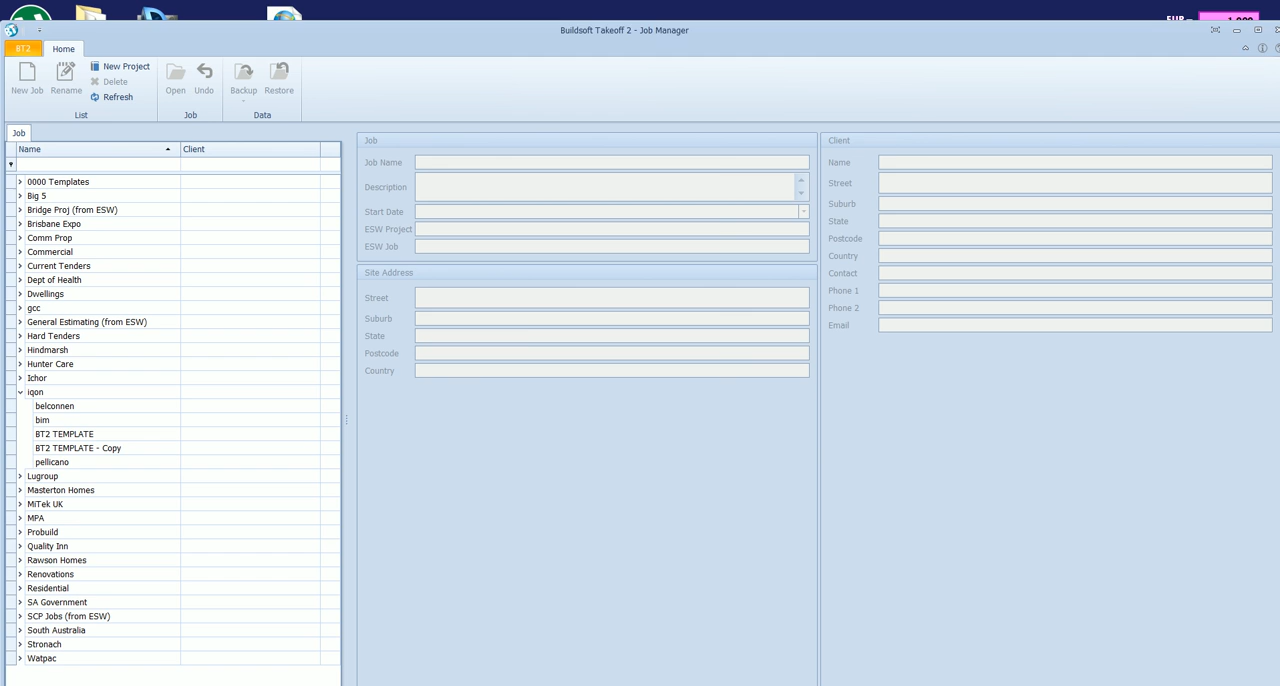 EUR
Buildsoft Takeoff 2 - Job Manager
BT2 Home
New Job Rename New Project Delete Refresh Open Undo Backup Restore
List Job Data
Job
Name Client
0000 Templates
Big 5
Bridge Proj (from ESW)
Brisbane Expo
Comm Prop
Commercial
Current Tenders
Dept of Health
Dwellings
gcc
General Estimating (from ESW)
Hard Tenders
Hindmarsh
Hunter Care
Ichor
iqon
belconnen
bim
BT2 TEMPLATE
BT2 TEMPLATE - Copy
pellicano
Lugroup
Masterton Homes
MiTek UK
MPA
Probuild
Quality Inn
Rawson Homes
Renovations
Residential
SA Government
SCP Jobs (from ESW)
South Australia
Stronach
Watpac
Job
Job Name
Description
Start Date
ESW Project
ESW Job
Site Address
Street
Suburb
State
Postcode
Country
Client
Name
Street
Suburb
State
Postcode
Country
Contact
Phone 1
Phone 2
Email